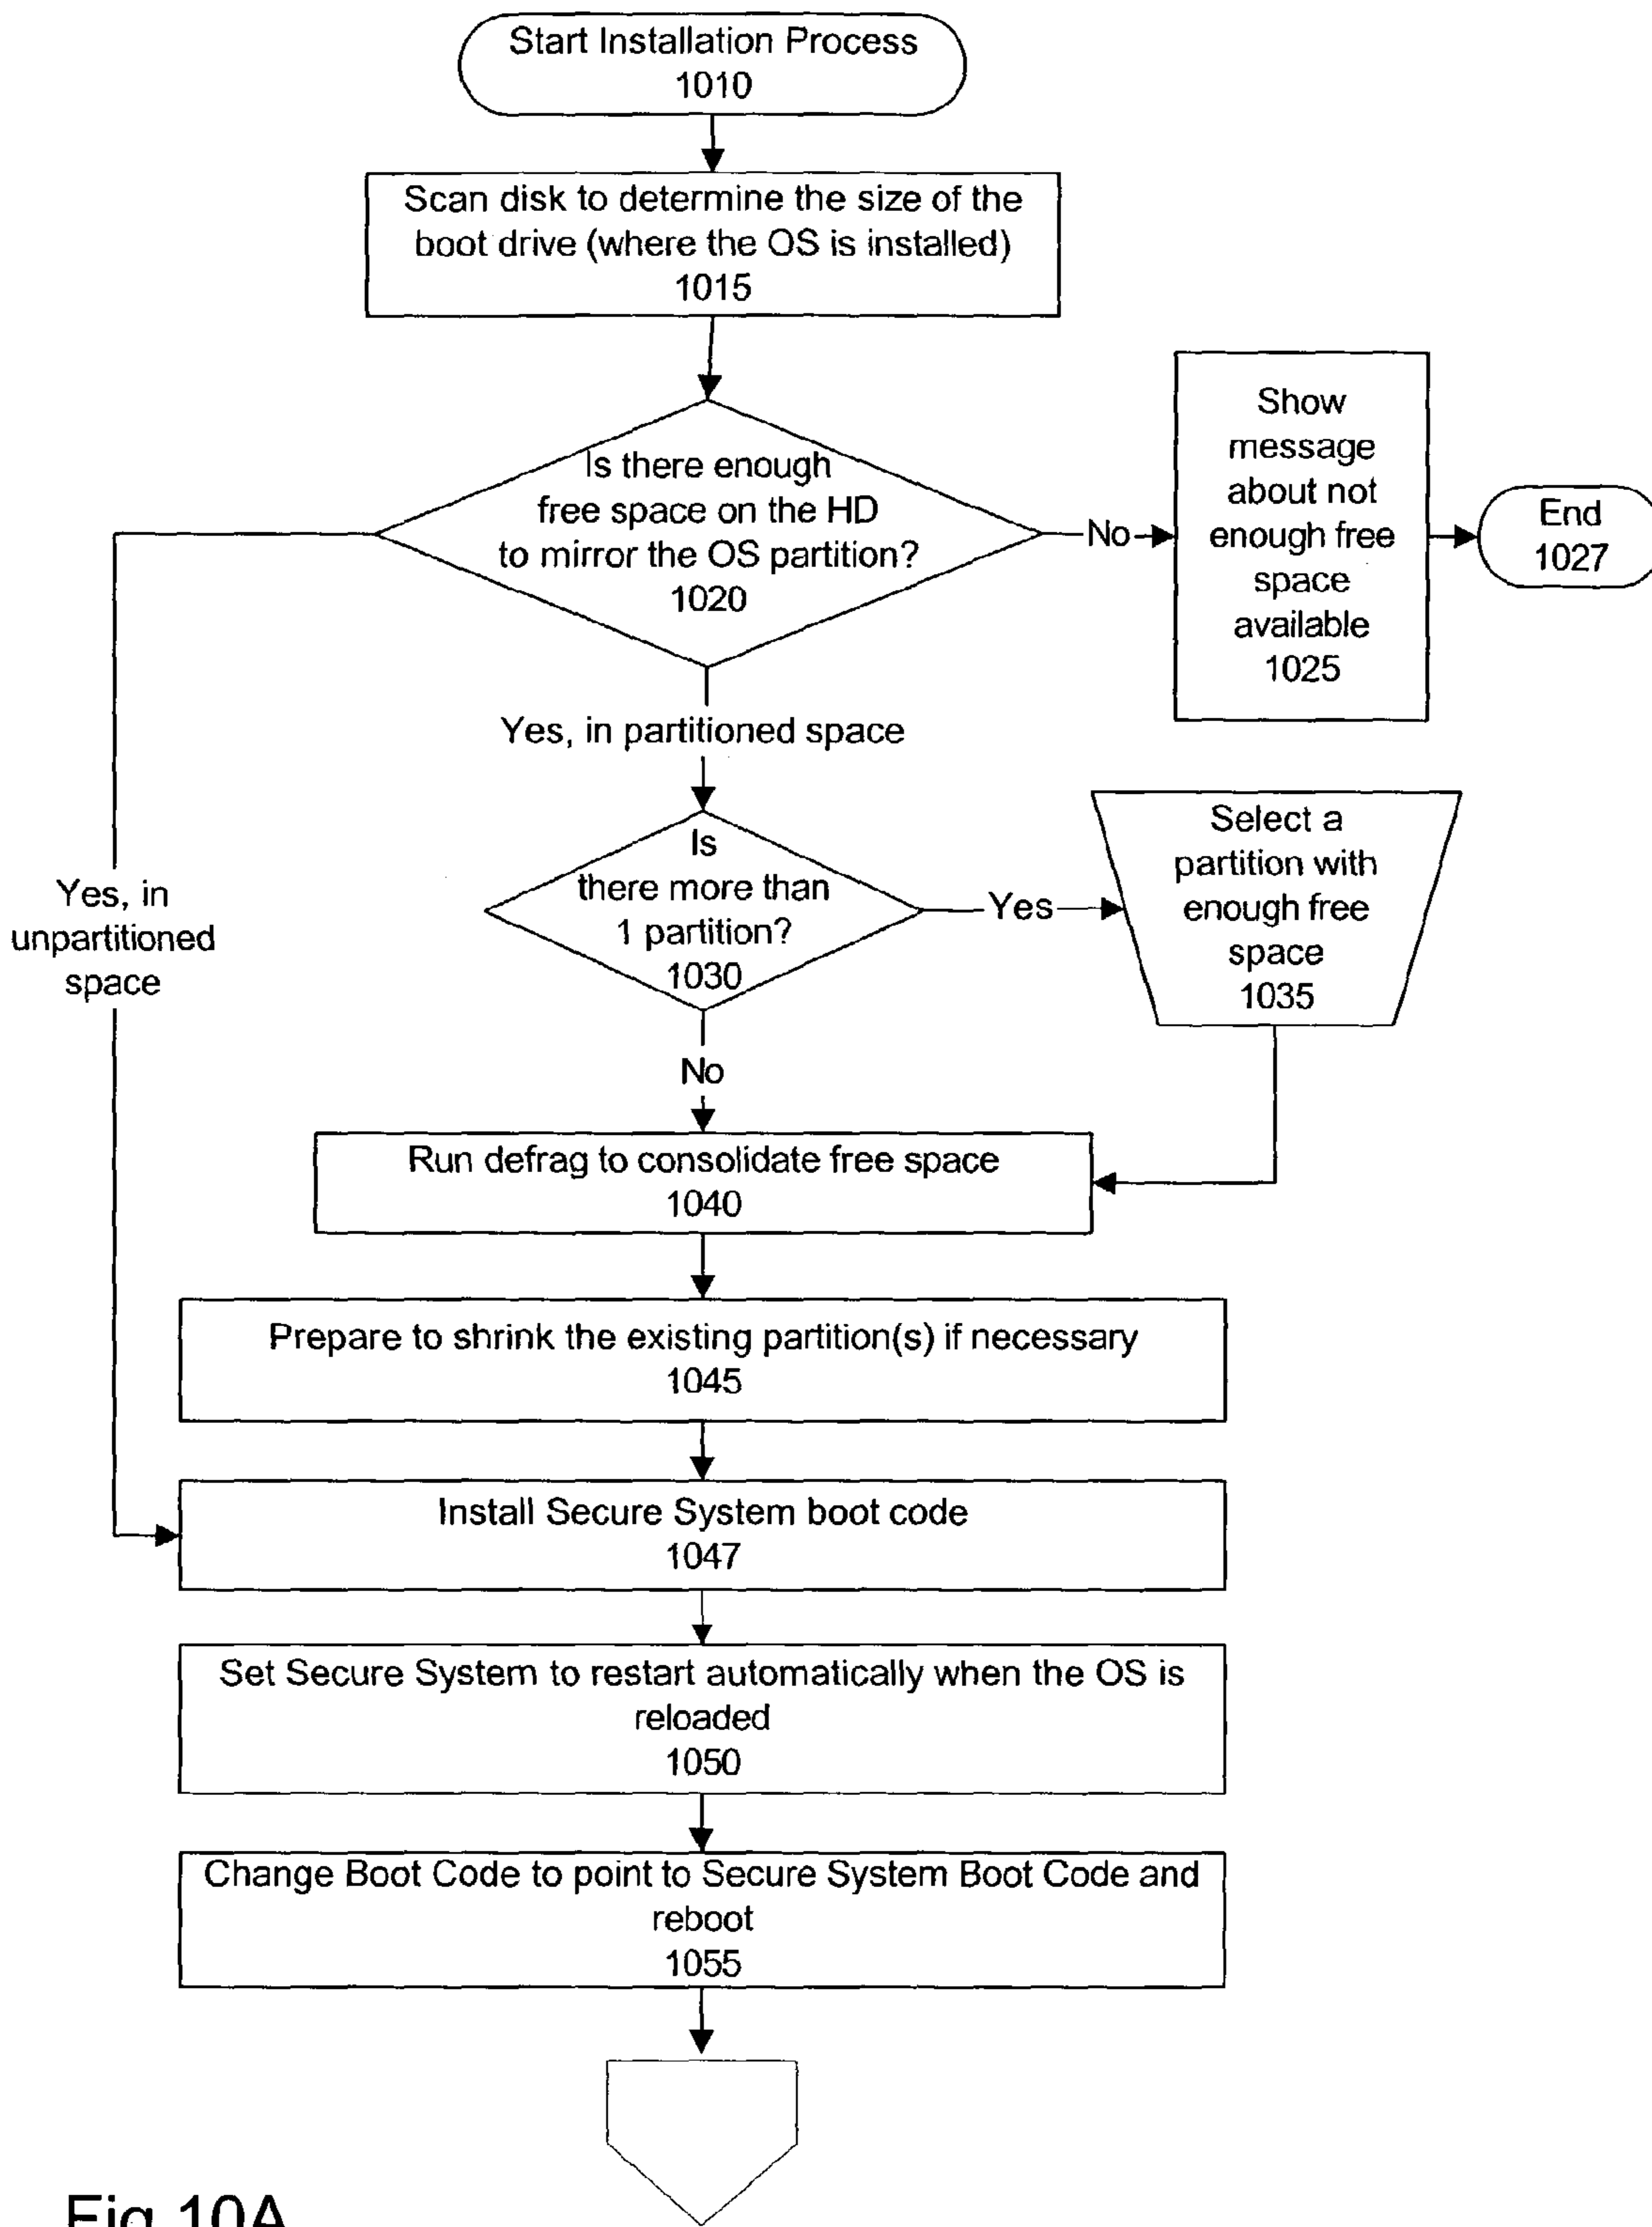 Start Installation Process
1010
Scan disk to determine the size of the
boot drive (where the OS is installed)
1015
Is there enough
free space on the HD
to mirror the OS partition?
1020
No
Show
message
about not
enough free
space
available
1025
End
1027
Yes, in partitioned space
Is
there more than
1 partition?
1030
Yes
Select a
partition with
enough free
space
1035
Yes, in
unpartitioned
space
No
Run defrag to consolidate free space
1040
Prepare to shrink the existing partition(s) if necessary
1045
Install Secure System boot code
1047
Set Secure System to restart automatically when the OS is
reloaded
1050
Change Boot Code to point to Secure System Boot Code and
reboot
1055
Fig 10A